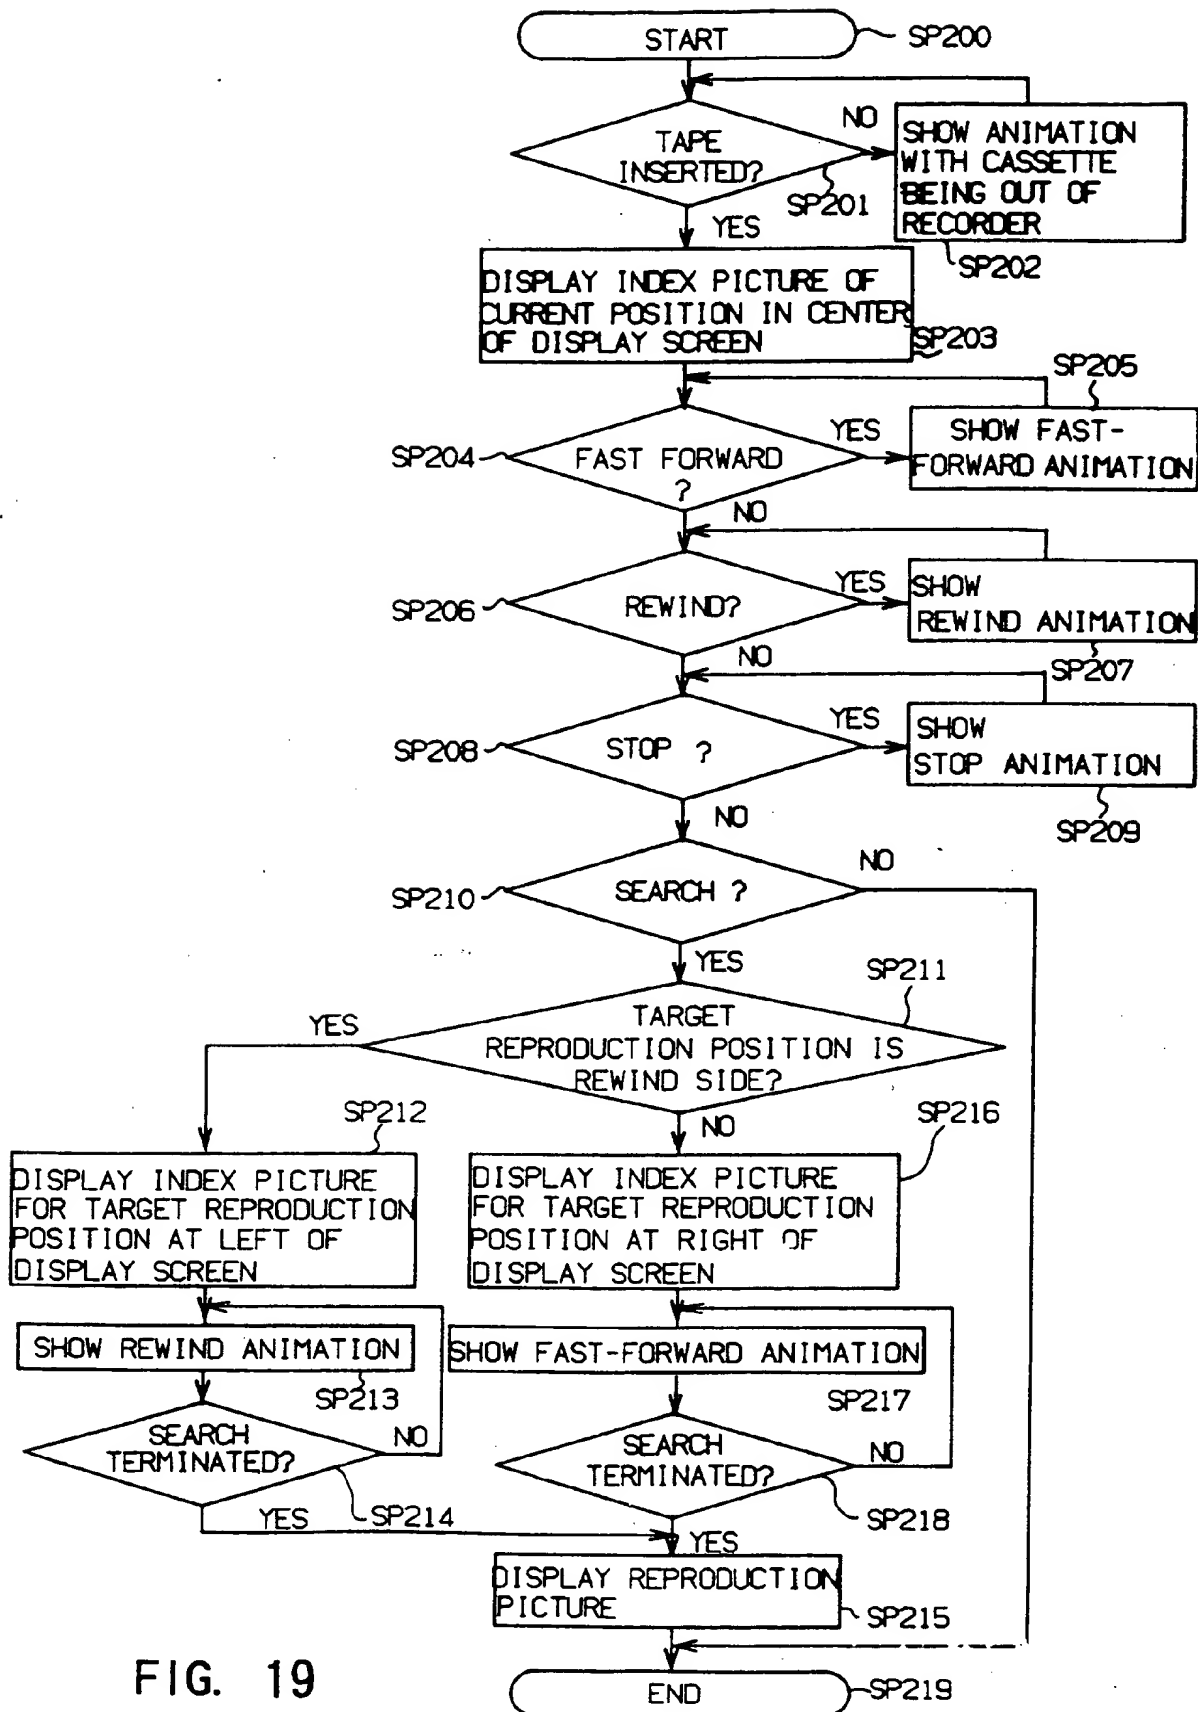 START
SP200
TAPE
INSERTED?
SP201
NO
SHOW ANIMATION
WITH CASSETTE
BEING OUT OF
RECORDER
SP202
YES
DISPLAY INDEX PICTURE OF
CURRENT POSITION IN CENTER
OF DISPLAY SCREEN
SP203
SP204
FAST FORWARD
?
YES
SP205
SHOW FAST-
FORWARD ANIMATION
NO
SP206
REWIND?
YES
SHOW
REWIND ANIMATION
SP207
NO
SP208
STOP ?
YES
SHOW
STOP ANIMATION
SP209
NO
SP210
SEARCH ?
NO
YES
SP211
TARGET
REPRODUCTION POSITION IS
REWIND SIDE?
YES
NO
SP212
DISPLAY INDEX PICTURE
FOR TARGET REPRODUCTION
POSITION AT LEFT OF
DISPLAY SCREEN
SP216
DISPLAY INDEX PICTURE
FOR TARGET REPRODUCTION
POSITION AT RIGHT OF
DISPLAY SCREEN
SHOW REWIND ANIMATION
SP213
SHOW FAST-FORWARD ANIMATION
SP217
SEARCH
TERMINATED?
NO
SP214
YES
SEARCH
TERMINATED?
NO
SP218
YES
DISPLAY REPRODUCTION
PICTURE
SP215
END
SP219
FIG. 19